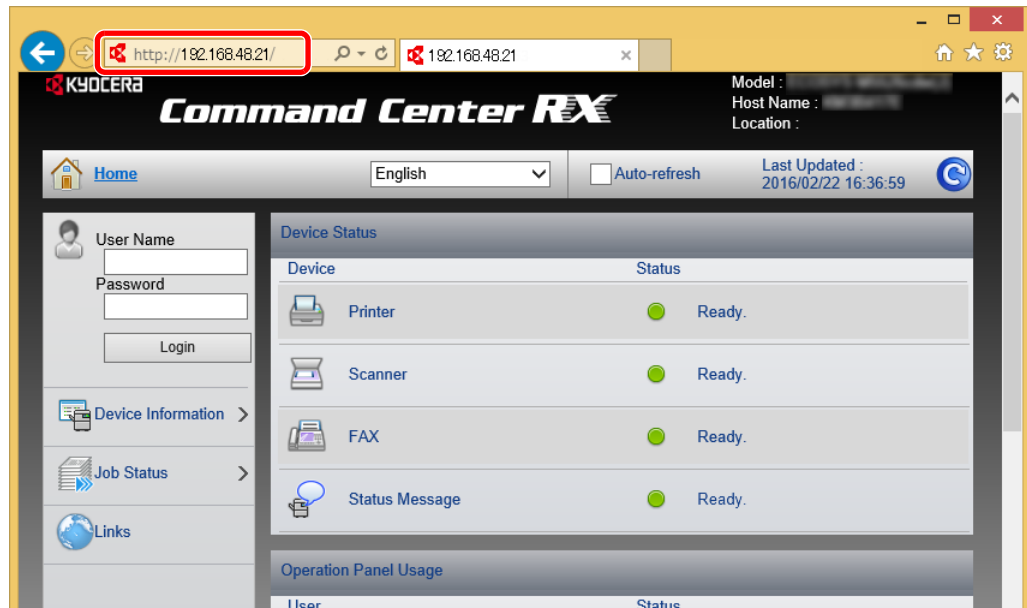 http://192.168.48.21/
192.168.48.21
KYOCERA
Command Center RX
Model :
Host Name :
Location :
Home
English
Auto-refresh
Last Updated :
2016/02/22 16:36:59
User Name
Password
Login
Device Information
Job Status
Links
Device Status
Device Status
Printer Ready.
Scanner Ready.
FAX Ready.
Status Message Ready.
Operation Panel Usage
User Status